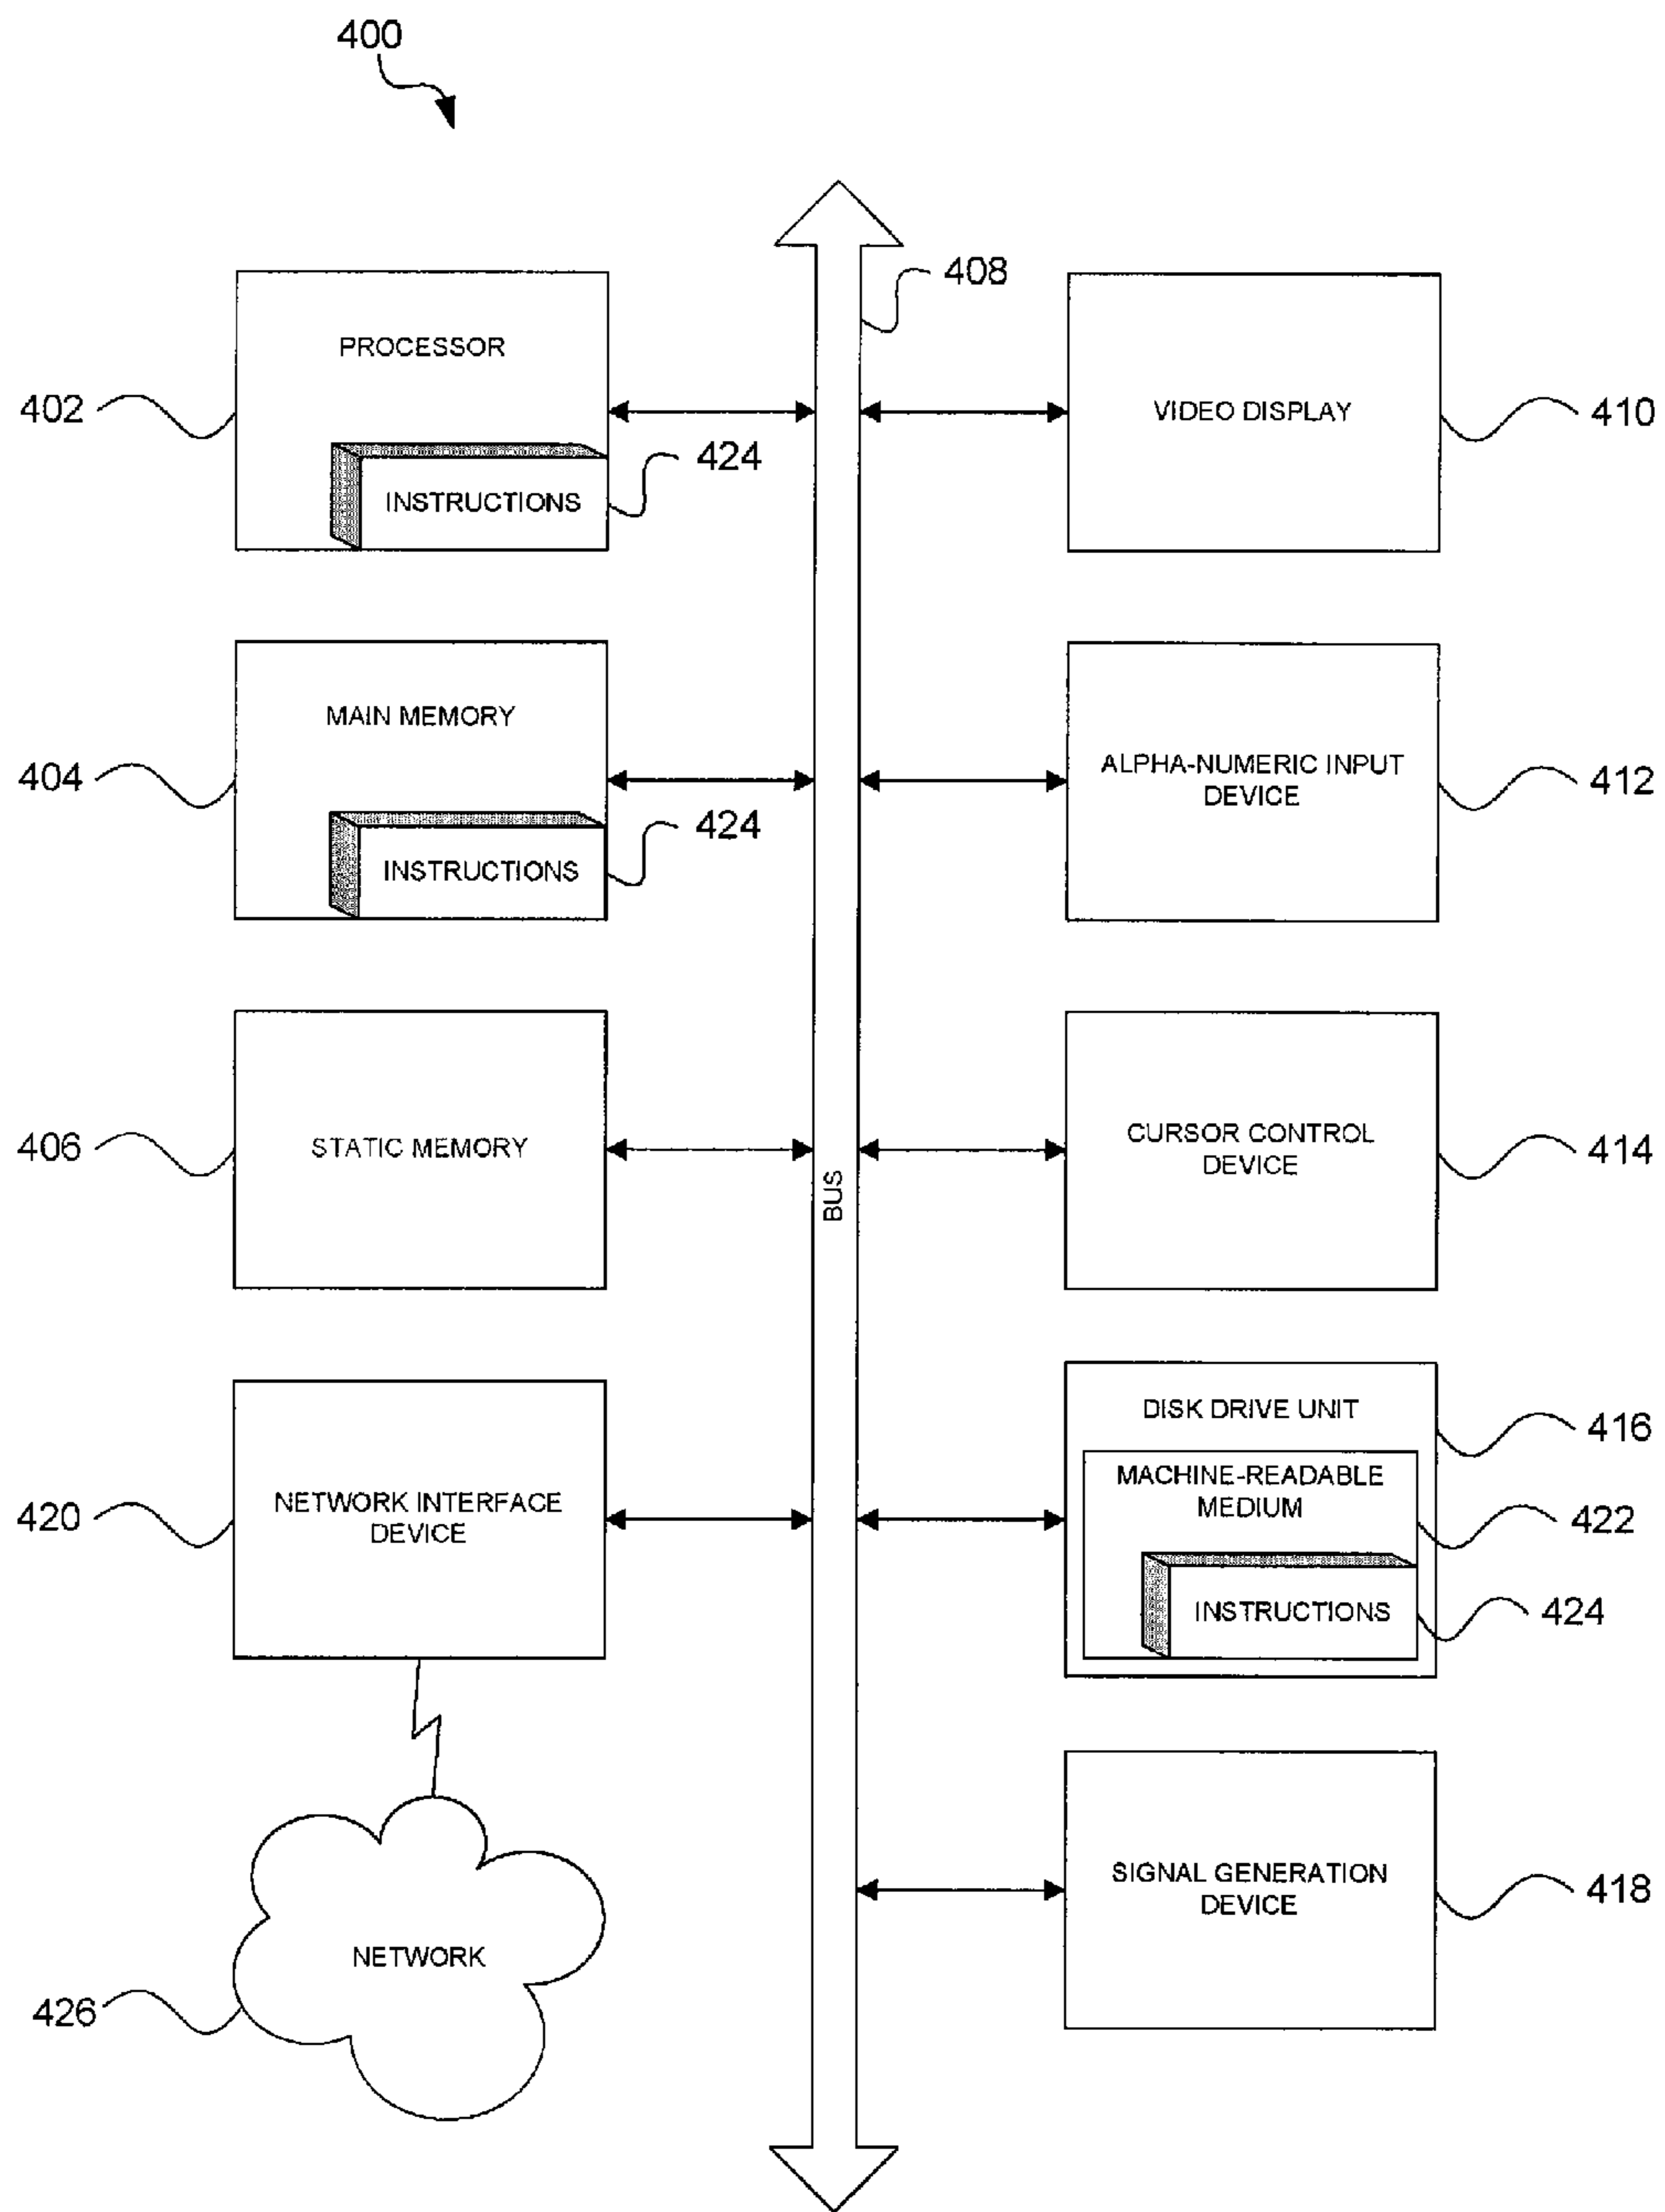 400
408
PROCESSOR
402
424
INSTRUCTIONS
VIDEO DISPLAY
410
MAIN MEMORY
404
424
INSTRUCTIONS
ALPHA-NUMERIC INPUT
DEVICE
412
STATIC MEMORY
406
BUS
CURSOR CONTROL
DEVICE
414
NETWORK INTERFACE
DEVICE
420
DISK DRIVE UNIT
416
MACHINE-READABLE
MEDIUM
422
INSTRUCTIONS
424
SIGNAL GENERATION
DEVICE
418
NETWORK
426